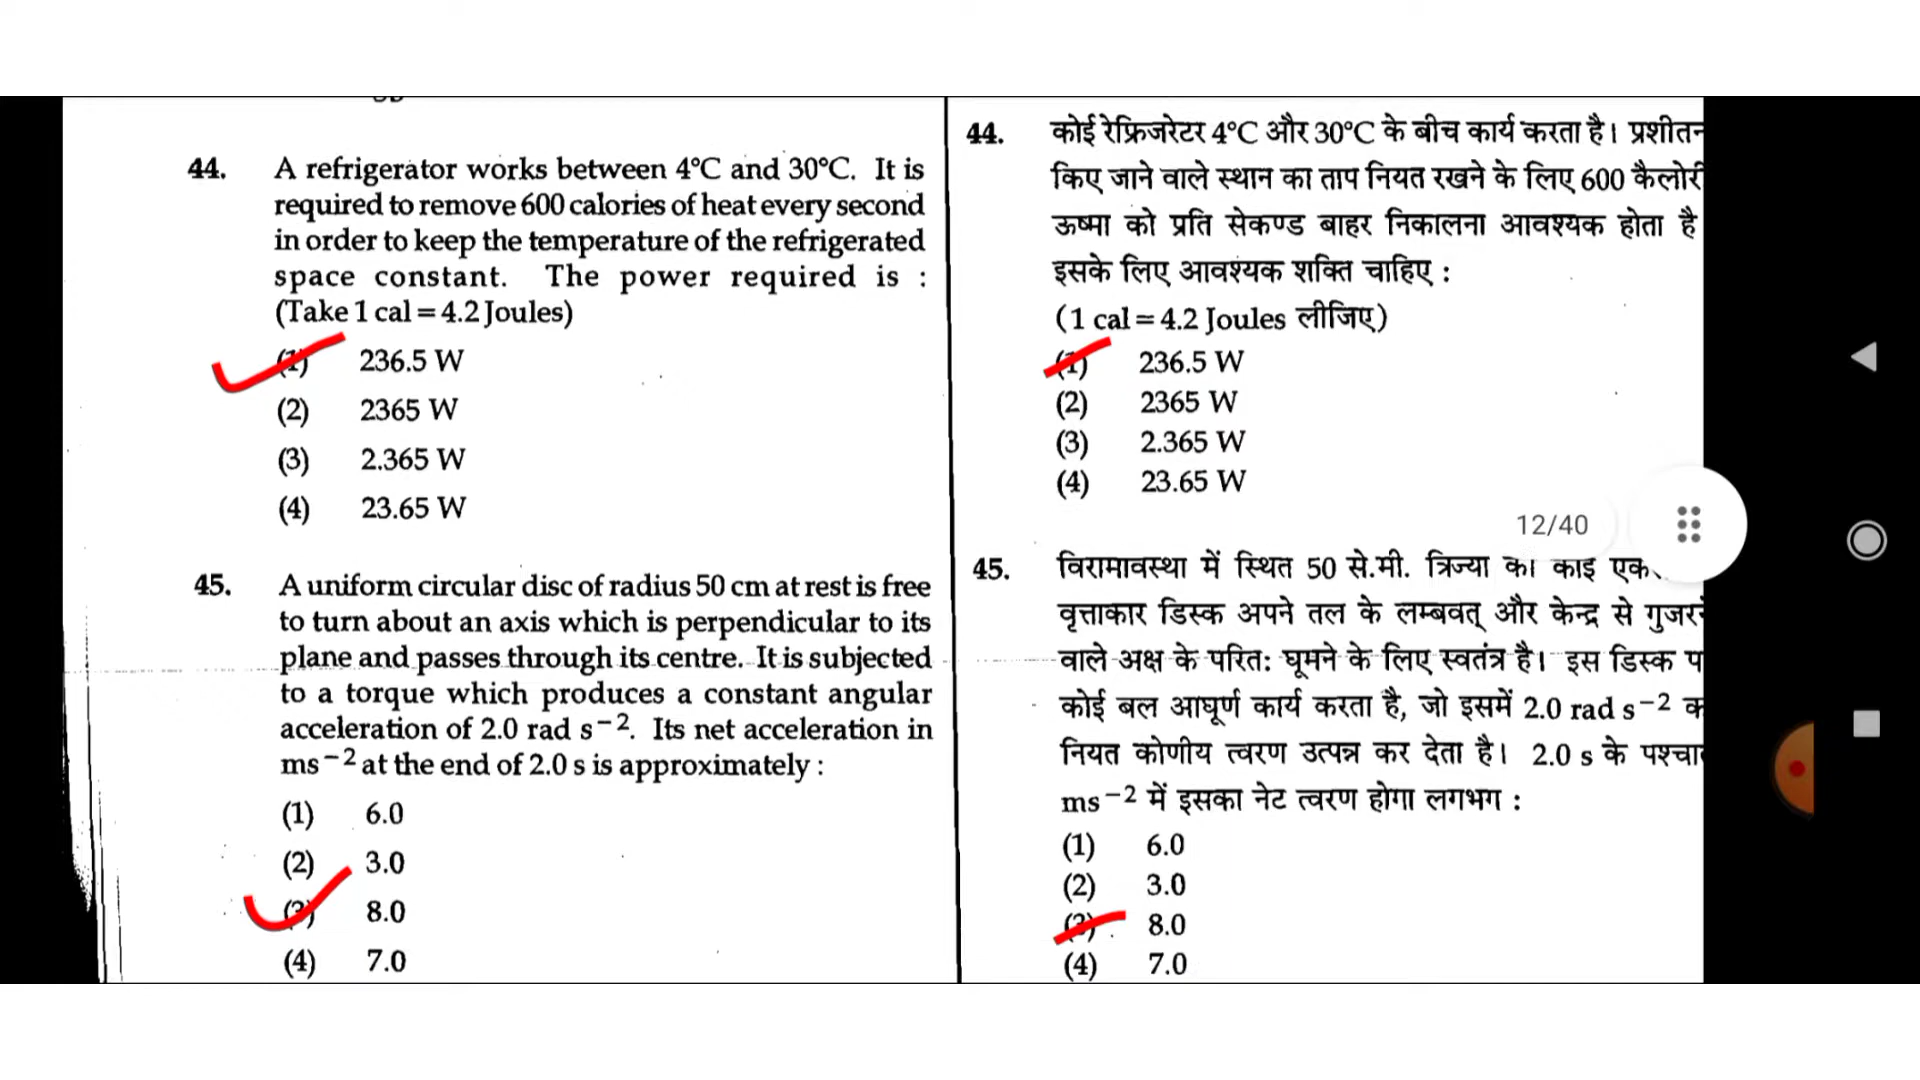 44. A refrigerator works between 4°C and 30°C. It is
required to remove 600 calories of heat every second
in order to keep the temperature of the refrigerated
space constant. The power required is :
(Take 1 cal = 4.2 Joules)
(1) 236.5 W
(2) 2365 W
(3) 2.365 W
(4) 23.65 W
45. A uniform circular disc of radius 50 cm at rest is free
to turn about an axis which is perpendicular to its
plane and passes through its centre. It is subjected
to a torque which produces a constant angular
acceleration of 2.0 rad s⁻². Its net acceleration in
ms⁻² at the end of 2.0 s is approximately :
(1) 6.0
(2) 3.0
(3) 8.0
(4) 7.0
44. कोई रेफ्रिजरेटर 4°C और 30°C के बीच कार्य करता है। प्रशीतन
किए जाने वाले स्थान का ताप नियत रखने के लिए 600 कैलोरी
ऊष्मा को प्रति सेकण्ड बाहर निकालना आवश्यक होता है
इसके लिए आवश्यक शक्ति चाहिए :
(1 cal = 4.2 Joules लीजिए)
(1) 236.5 W
(2) 2365 W
(3) 2.365 W
(4) 23.65 W
12/40
45. विरामावस्था में स्थित 50 से.मी. त्रिज्या
वृत्ताकार डिस्क अपने तल के लम्बवत् और केन्द्र से
वाले अक्ष के परित: घूमने के लिए स्वतंत्र है। इस डिस्क
कोई बल आघूर्ण कार्य करता है, जो इसमें 2.0 rad s⁻²
नियत कोणीय त्वरण उत्पन्न कर देता है। 2.0 s के
ms⁻² में इसका नेट त्वरण होगा लगभग :
(1) 6.0
(2) 3.0
(3) 8.0
(4) 7.0